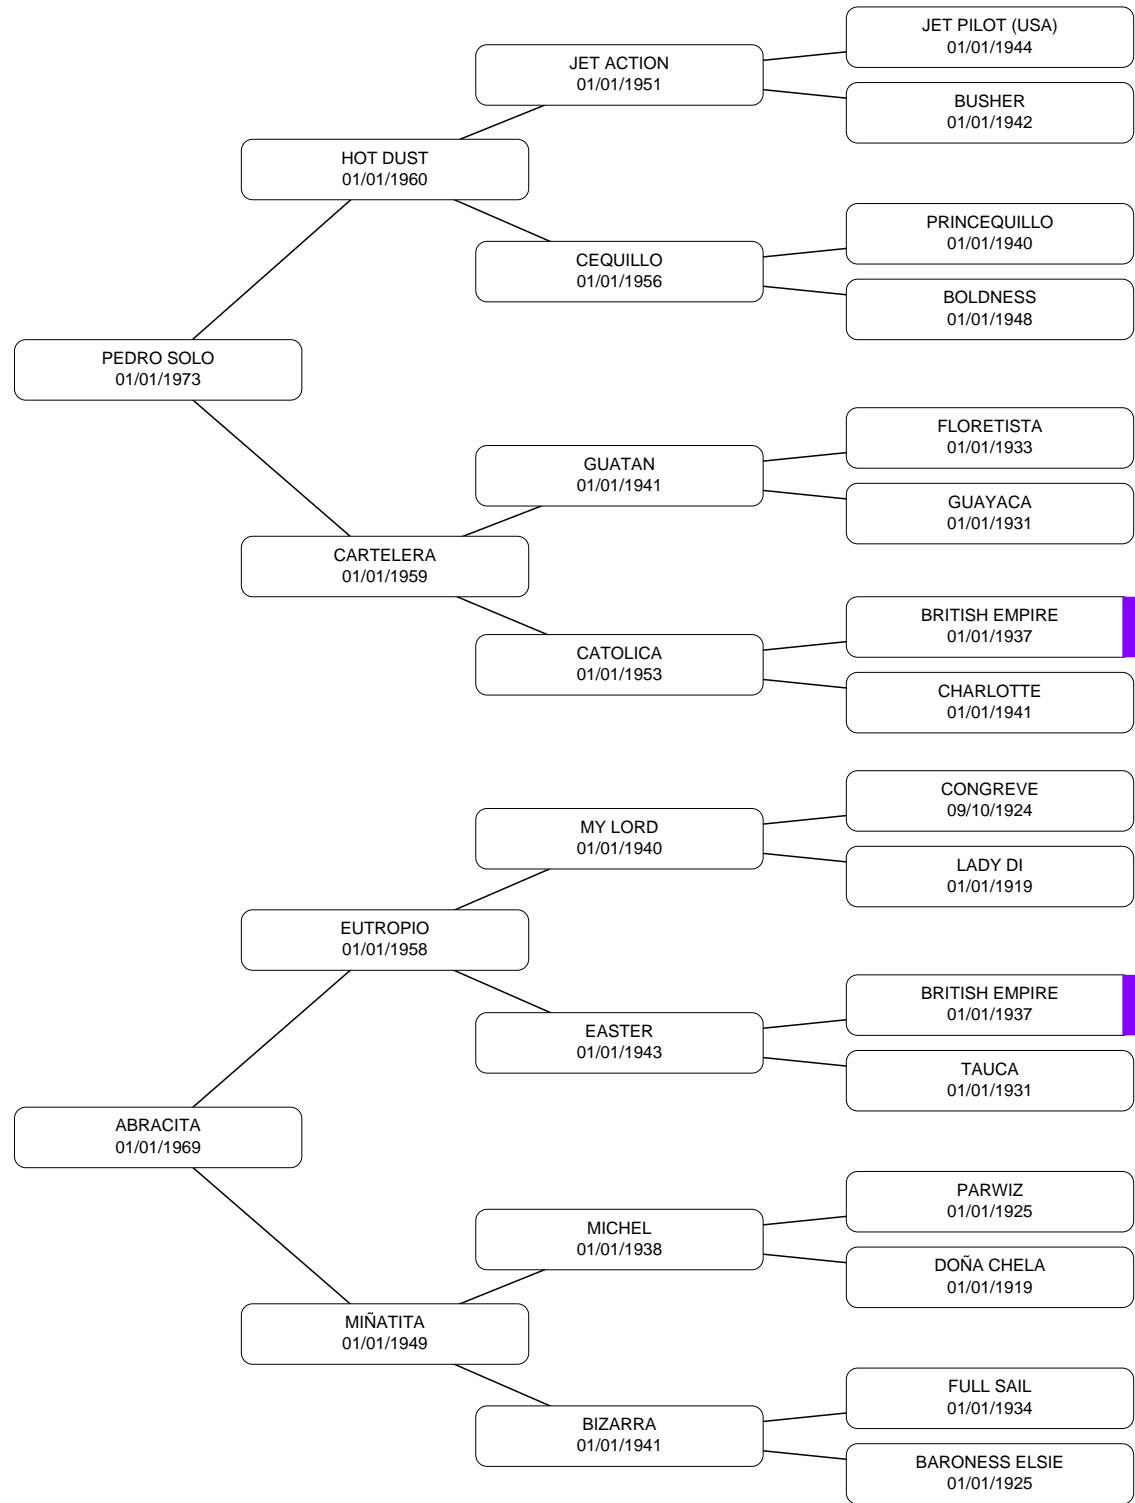 JET PILOT (USA)
01/01/1944
JET ACTION
01/01/1951
BUSHER
01/01/1942
HOT DUST
01/01/1960
PRINCEQUILLO
01/01/1940
CEQUILLO
01/01/1956
BOLDNESS
01/01/1948
PEDRO SOLO
01/01/1973
FLORETISTA
01/01/1933
GUATAN
01/01/1941
GUAYACA
01/01/1931
CARTELERA
01/01/1959
BRITISH EMPIRE
01/01/1937
CATOLICA
01/01/1953
CHARLOTTE
01/01/1941
CONGREVE
09/10/1924
MY LORD
01/01/1940
LADY DI
01/01/1919
EUTROPIO
01/01/1958
BRITISH EMPIRE
01/01/1937
EASTER
01/01/1943
TAUCA
01/01/1931
ABRACITA
01/01/1969
PARWIZ
01/01/1925
MICHEL
01/01/1938
DOÑA CHELA
01/01/1919
MIÑATITA
01/01/1949
FULL SAIL
01/01/1934
BIZARRA
01/01/1941
BARONESS ELSIE
01/01/1925